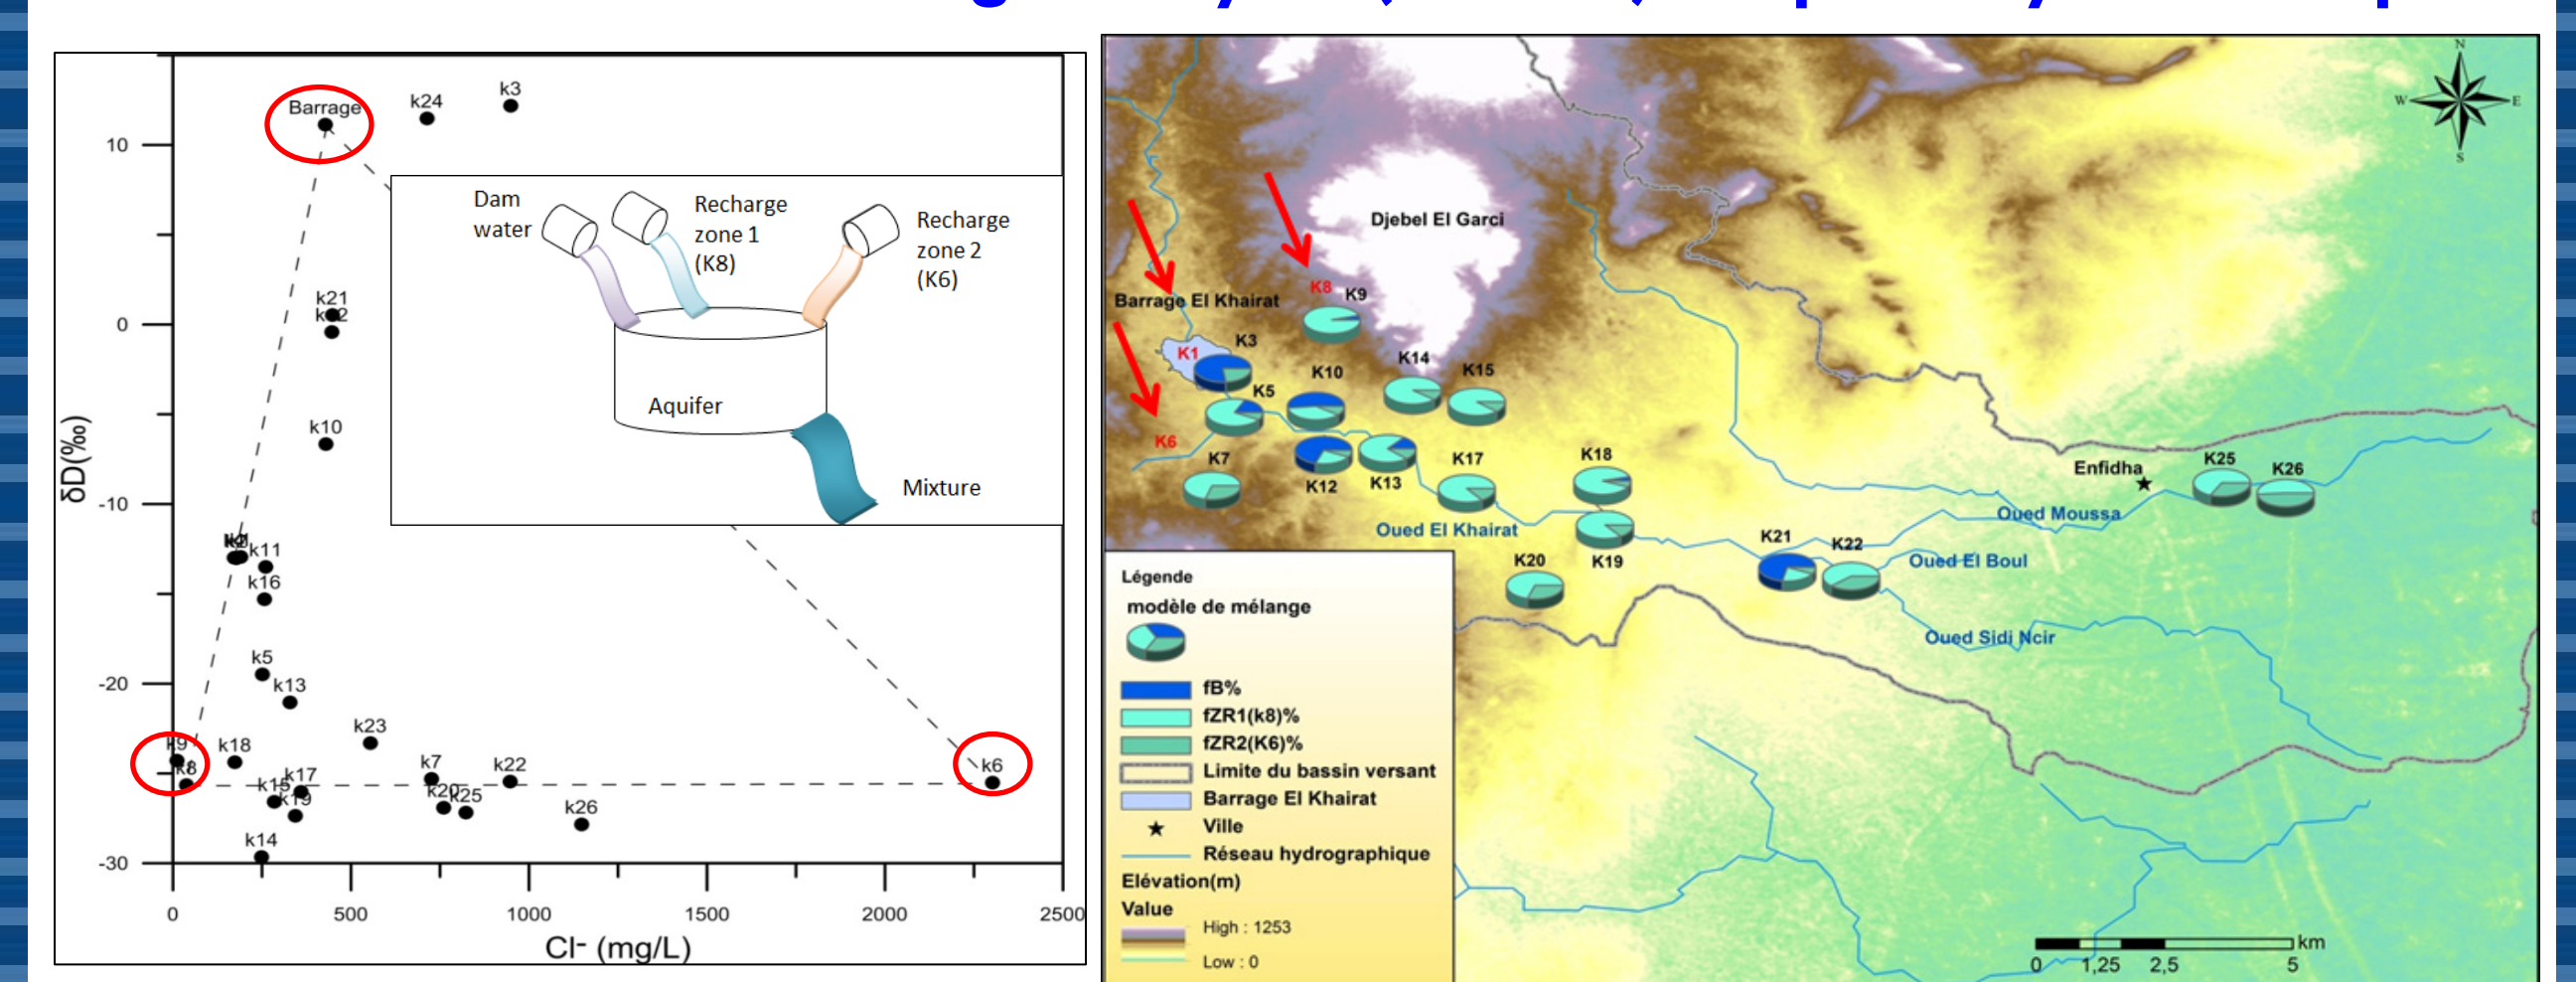 Barrage
k24
k3
k21
k10
k11
k16
k5
k13
k23
k9
k18
k8
k7
k22
k6
k15
k17
k19
k20
k25
k26
k14
10
0
-10
-20
-30
δD(‰)
0
500
1000
1500
2000
2500
Cl- (mg/L)
Dam
water
Recharge
zone 1
(K8)
Recharge
zone 2
(K6)
Aquifer
Mixture
N
W
E
S
Djebel El Garci
Barrage El Khairat
K8
K9
K1
K3
K5
K10
K14
K15
K6
K7
K12
K13
K17
K18
K19
K20
K21
K22
K25
K26
Enfidha
Oued El Khairat
Oued Moussa
Oued El Boul
Oued Sidi Ncir
Légende
modèle de mélange
fB%
fZR1(k8)%
fZR2(K6)%
Limite du bassin versant
Barrage El Khairat
Ville
Réseau hydrographique
Elévation(m)
Value
High : 1253
Low : 0
km
0
1,25
2,5
5